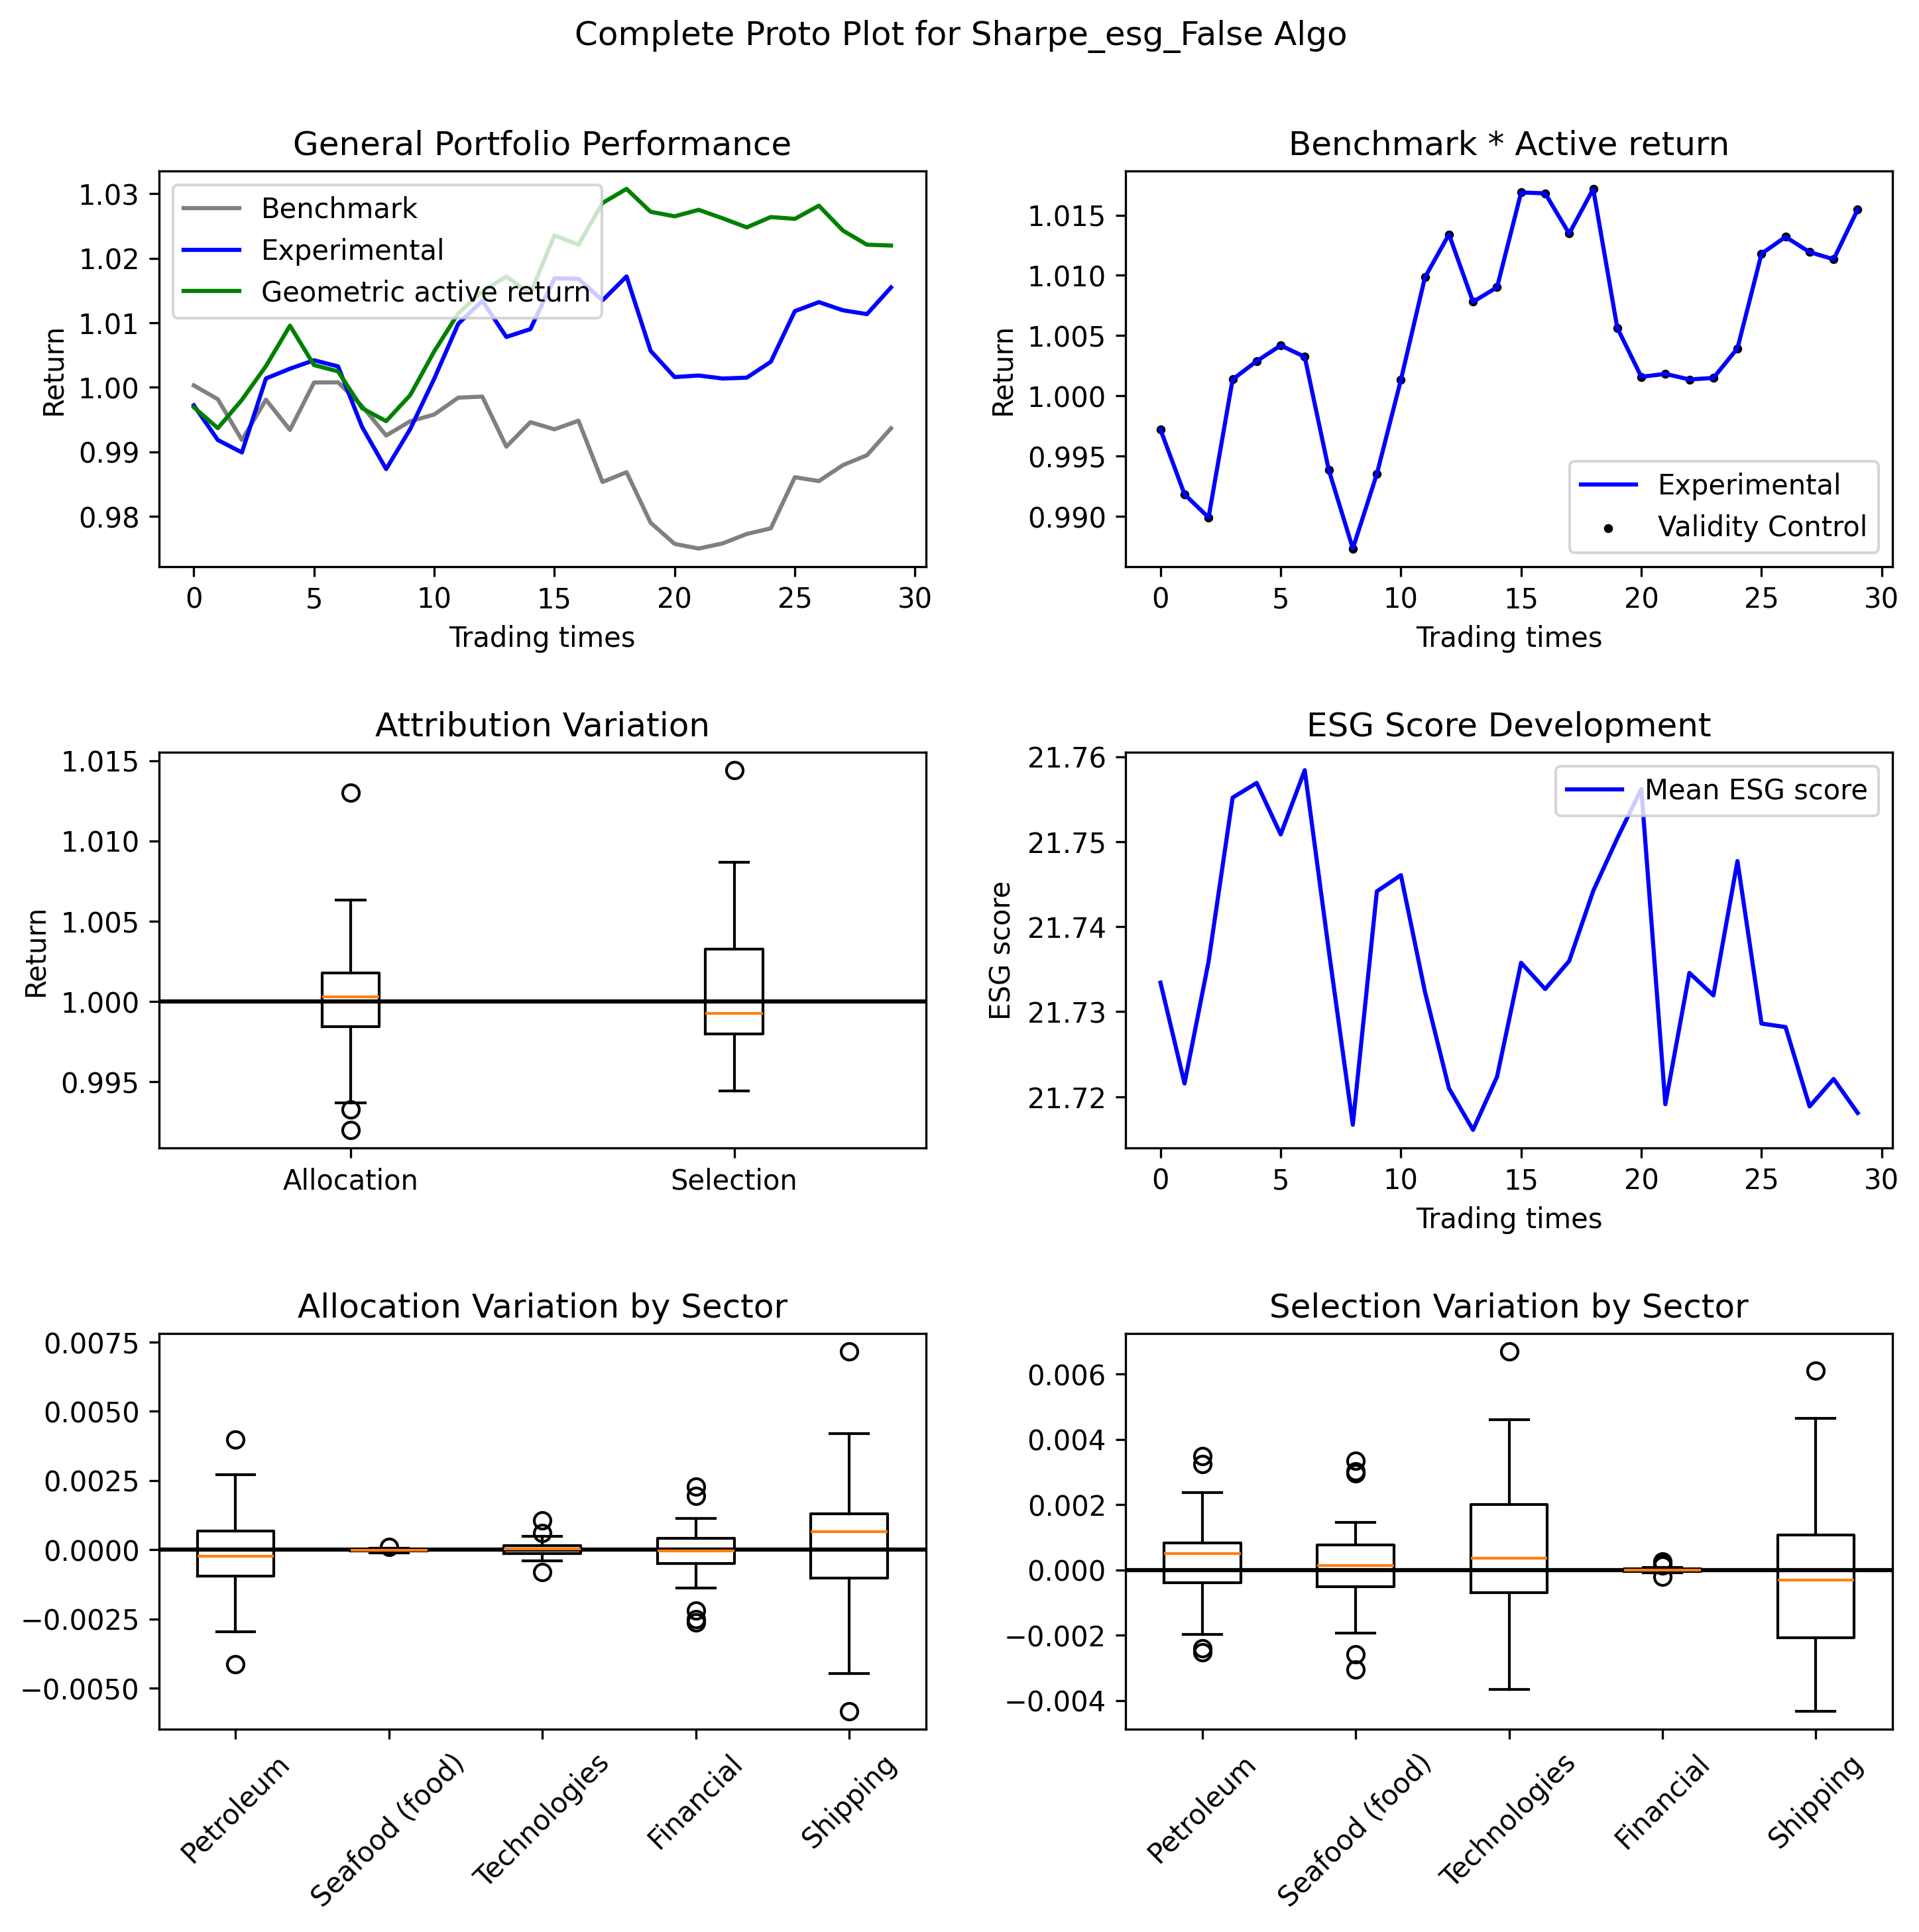 Complete Proto Plot for Sharpe_esg_False Algo
General Portfolio Performance
1.03
1.02
1.01
1.00
0.99
0.98
Return
Benchmark
Experimental
Geometric active return
0 5 10 15 20 25 30
Trading times
Benchmark * Active return
1.015
1.010
1.005
1.000
0.995
0.990
Return
Experimental
Validity Control
0 5 10 15 20 25 30
Trading times
Attribution Variation
1.015
1.010
1.005
1.000
0.995
Return
Allocation Selection
ESG Score Development
21.76
21.75
21.74
21.73
21.72
ESG score
Mean ESG score
0 5 10 15 20 25 30
Trading times
Allocation Variation by Sector
0.0075
0.0050
0.0025
0.0000
−0.0025
−0.0050
Petroleum
Seafood (food)
Technologies
Financial
Shipping
Selection Variation by Sector
0.006
0.004
0.002
0.000
−0.002
−0.004
Petroleum
Seafood (food)
Technologies
Financial
Shipping